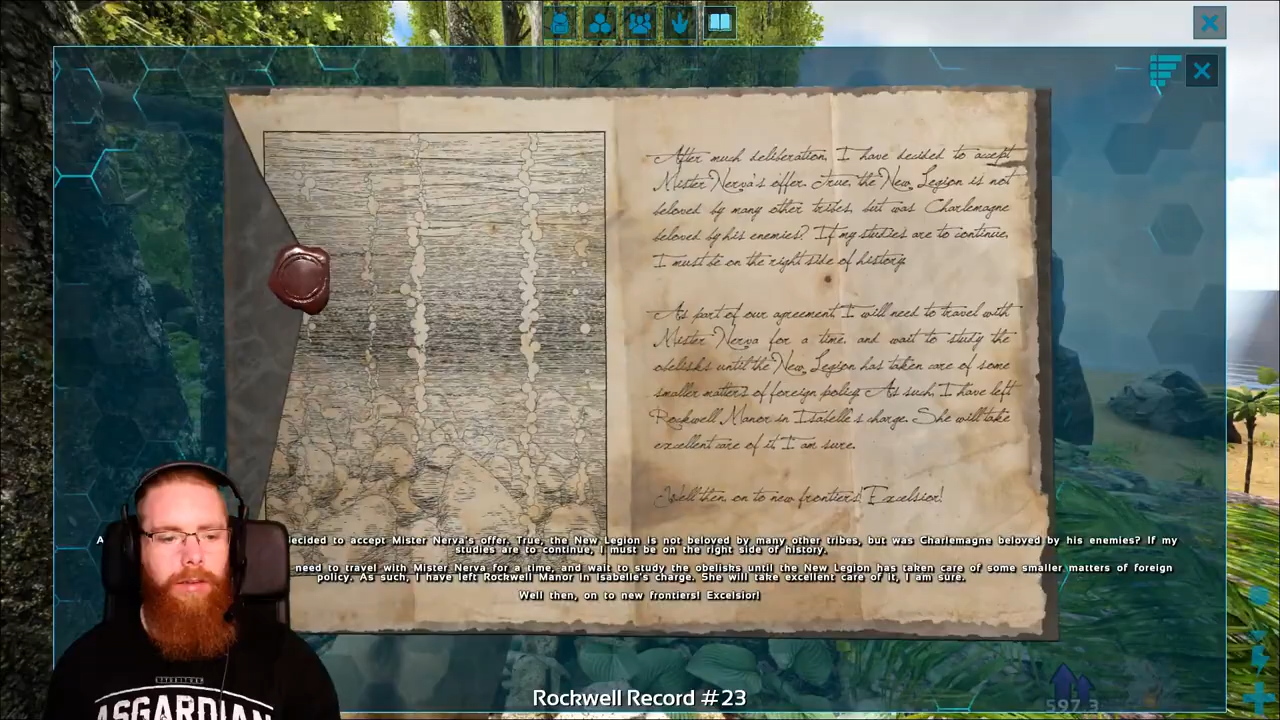 After much deliberation, I have decided to accept
Mister Nerva's offer. True, the New Legion is not
beloved by many other tribes, but was Charlemagne
beloved by his enemies? If my studies are to continue,
I must be on the right side of history.
As part of our agreement I will need to travel with
Mister Nerva for a time, and wait to study the
obelisks until the New Legion has taken care of some
smaller matters of foreign policy. As such, I have left
Rockwell Manor in Isabelle's charge. She will take
excellent care of it, I am sure.
Well then, on to new frontiers! Excelsior!
A
decided to accept Mister Nerva's offer. True, the New Legion is not beloved by many other tribes, but was Charlemagne beloved by his enemies? If my
studies are to continue, I must be on the right side of history.
need to travel with Mister Nerva for a time, and wait to study the obelisks until the New Legion has taken care of some smaller matters of foreign
policy. As such, I have left Rockwell Manor in Isabelle's charge. She will take excellent care of it, I am sure.
Well then, on to new frontiers! Excelsior!
ASGARDIAN
Rockwell Record #23
597.3